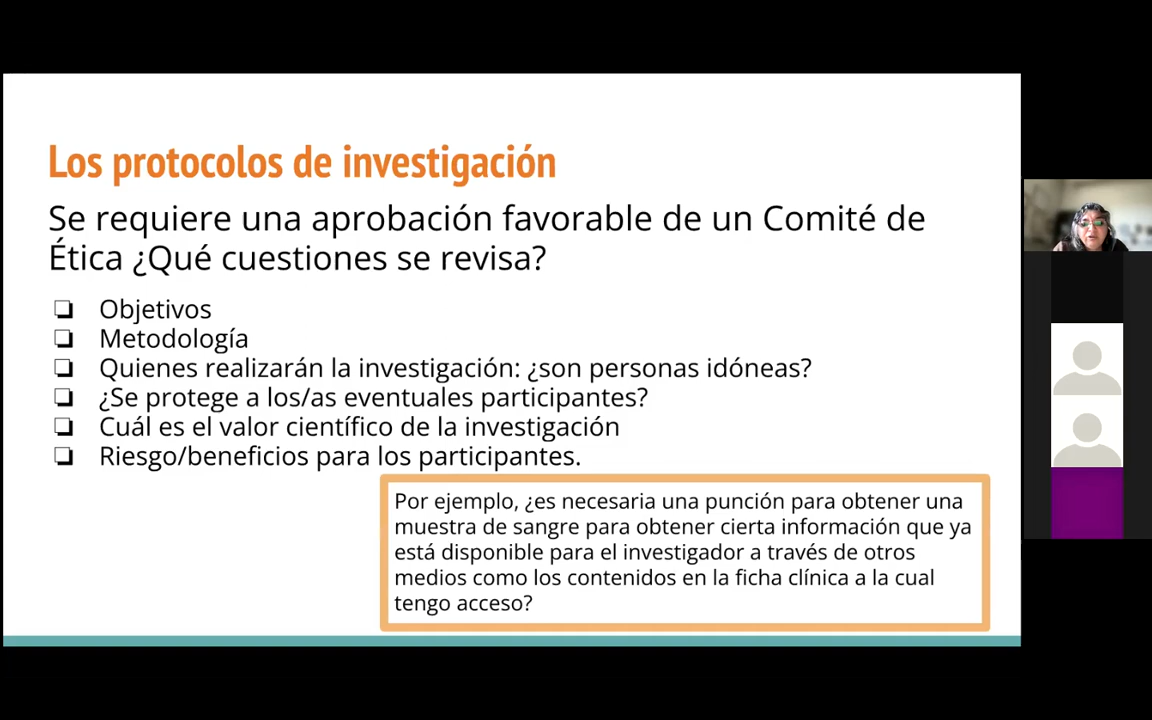 Los protocolos de investigación
Se requiere una aprobación favorable de un Comité de
Ética ¿Qué cuestiones se revisa?
❏ Objetivos
❏ Metodología
❏ Quienes realizarán la investigación: ¿son personas idóneas?
❏ ¿Se protege a los/as eventuales participantes?
❏ Cuál es el valor científico de la investigación
❏ Riesgo/beneficios para los participantes.
Por ejemplo, ¿es necesaria una punción para obtener una
muestra de sangre para obtener cierta información que ya
está disponible para el investigador a través de otros
medios como los contenidos en la ficha clínica a la cual
tengo acceso?